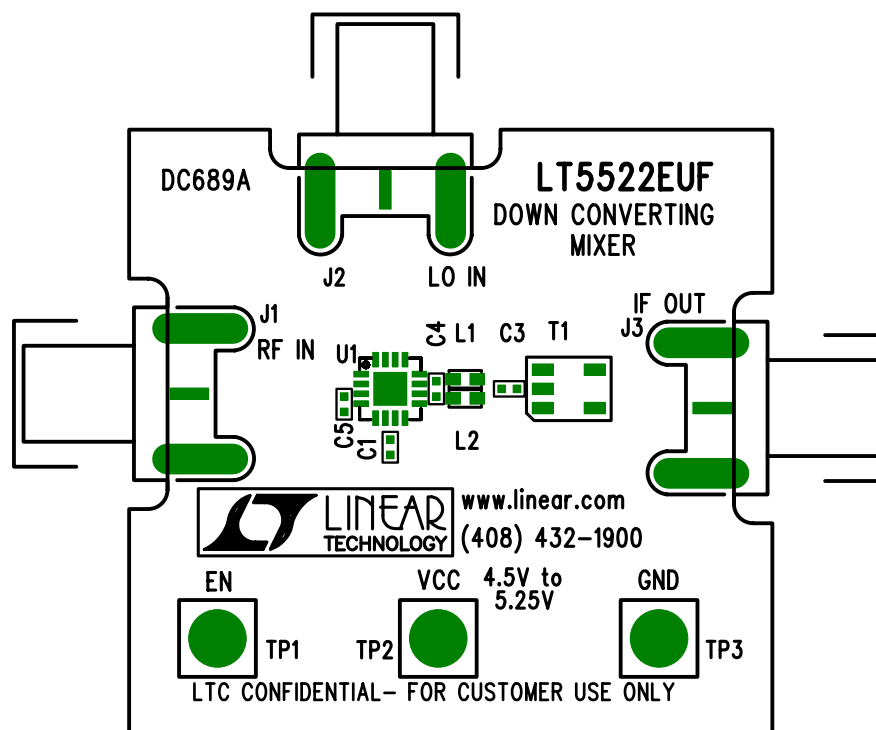 DC689A
LT5522EUF
DOWN CONVERTING
MIXER
J2
LO IN
J1
RF IN
IF OUT
J3
U1
C4
L1
C3
T1
C5
C1
L2
LINEAR
TECHNOLOGY
www.linear.com
(408) 432-1900
EN
VCC
4.5V to
5.25V
GND
TP1
TP2
TP3
LTC CONFIDENTIAL- FOR CUSTOMER USE ONLY